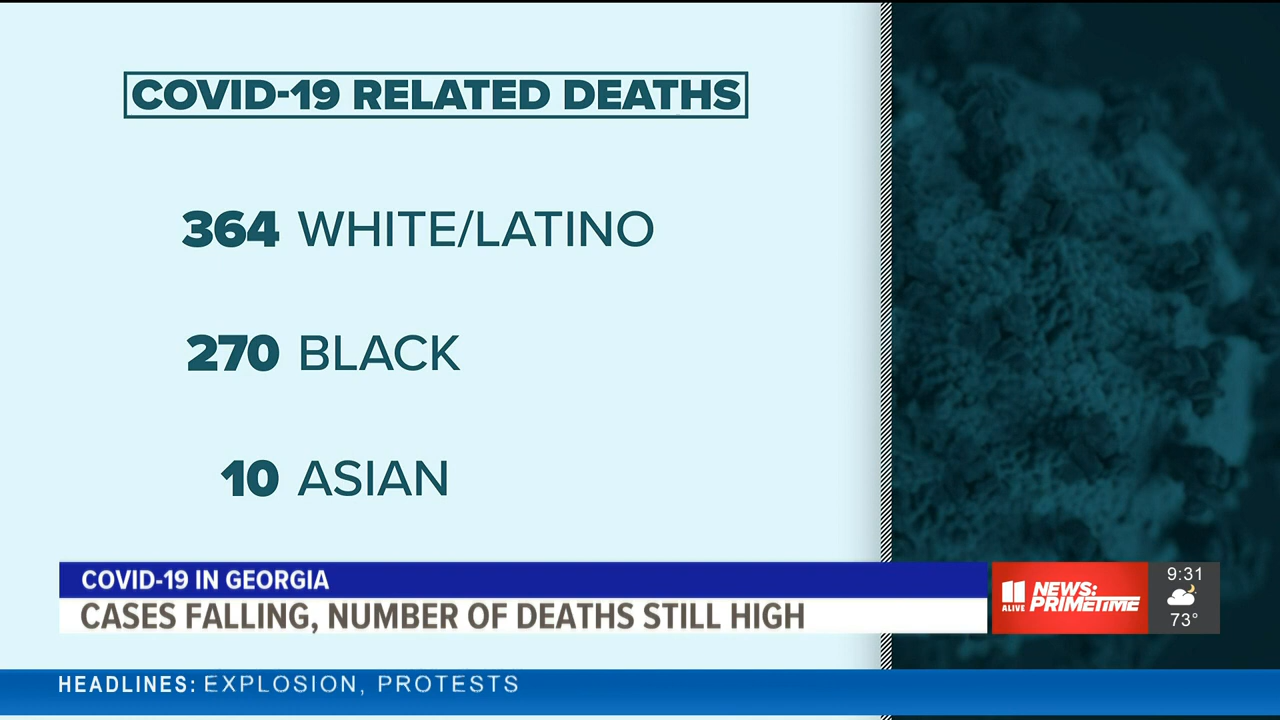 COVID-19 RELATED DEATHS
364 WHITE/LATINO
270 BLACK
10 ASIAN
COVID-19 IN GEORGIA
CASES FALLING, NUMBER OF DEATHS STILL HIGH
11 ALIVE NEWS: PRIMETIME
9:31
73°
HEADLINES: EXPLOSION, PROTESTS